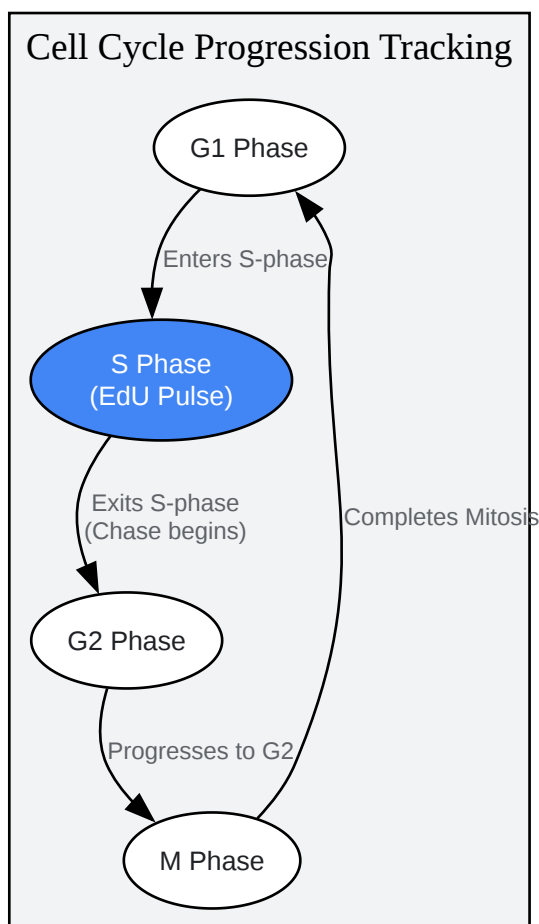 Cell Cycle Progression Tracking
G1 Phase
Enters S-phase
S Phase
(EdU Pulse)
Exits S-phase
(Chase begins)
Completes Mitosis
G2 Phase
Progresses to G2
M Phase